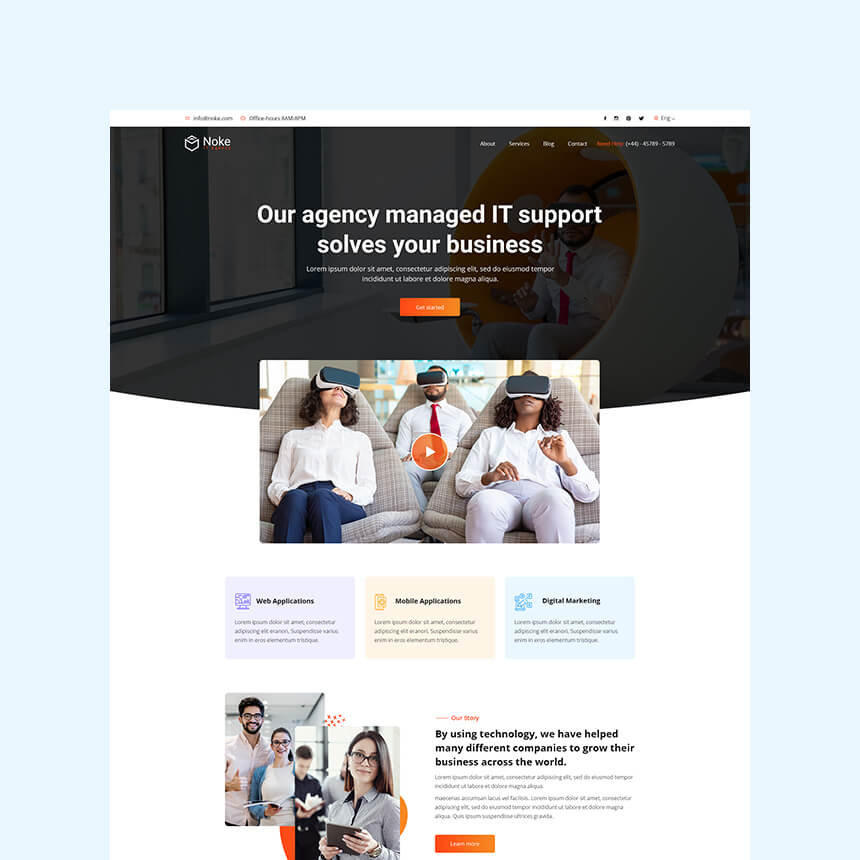 info@noke.com Office-hours 8AM-8PM Eng
Noke
About Services Blog Contact Need Help: (+44) - 45789 - 5789
Our agency managed IT support
solves your business
Lorem ipsum dolor sit amet, consectetur adipiscing elit, sed do eiusmod tempor
incididunt ut labore et dolore magna aliqua.
Get started
Web Applications
Lorem ipsum dolor sit amet, consectetur
adipiscing elit eranori. Suspendisse varius
enim in eros elementum tristique.
Mobile Applications
Lorem ipsum dolor sit amet, consectetur
adipiscing elit eranori. Suspendisse varius
enim in eros elementum tristique.
Digital Marketing
Lorem ipsum dolor sit amet, consectetur
adipiscing elit eranori. Suspendisse varius
enim in eros elementum tristique.
Our Story
By using technology, we have helped
many different companies to grow their
business across the world.
Lorem ipsum dolor sit amet, consectetur adipiscing elit, sed do eiusmod tempor
incididunt ut labore et dolore magna aliqua.
maecenas accumsan lacus vel facilisis. Lorem ipsum dolor sit amet, consectetur
adipiscing elit, sed do eiusmod tempor incididunt ut labore et dolore magna
aliqua. Quis ipsum suspendisse ultrices gravida.
Learn more